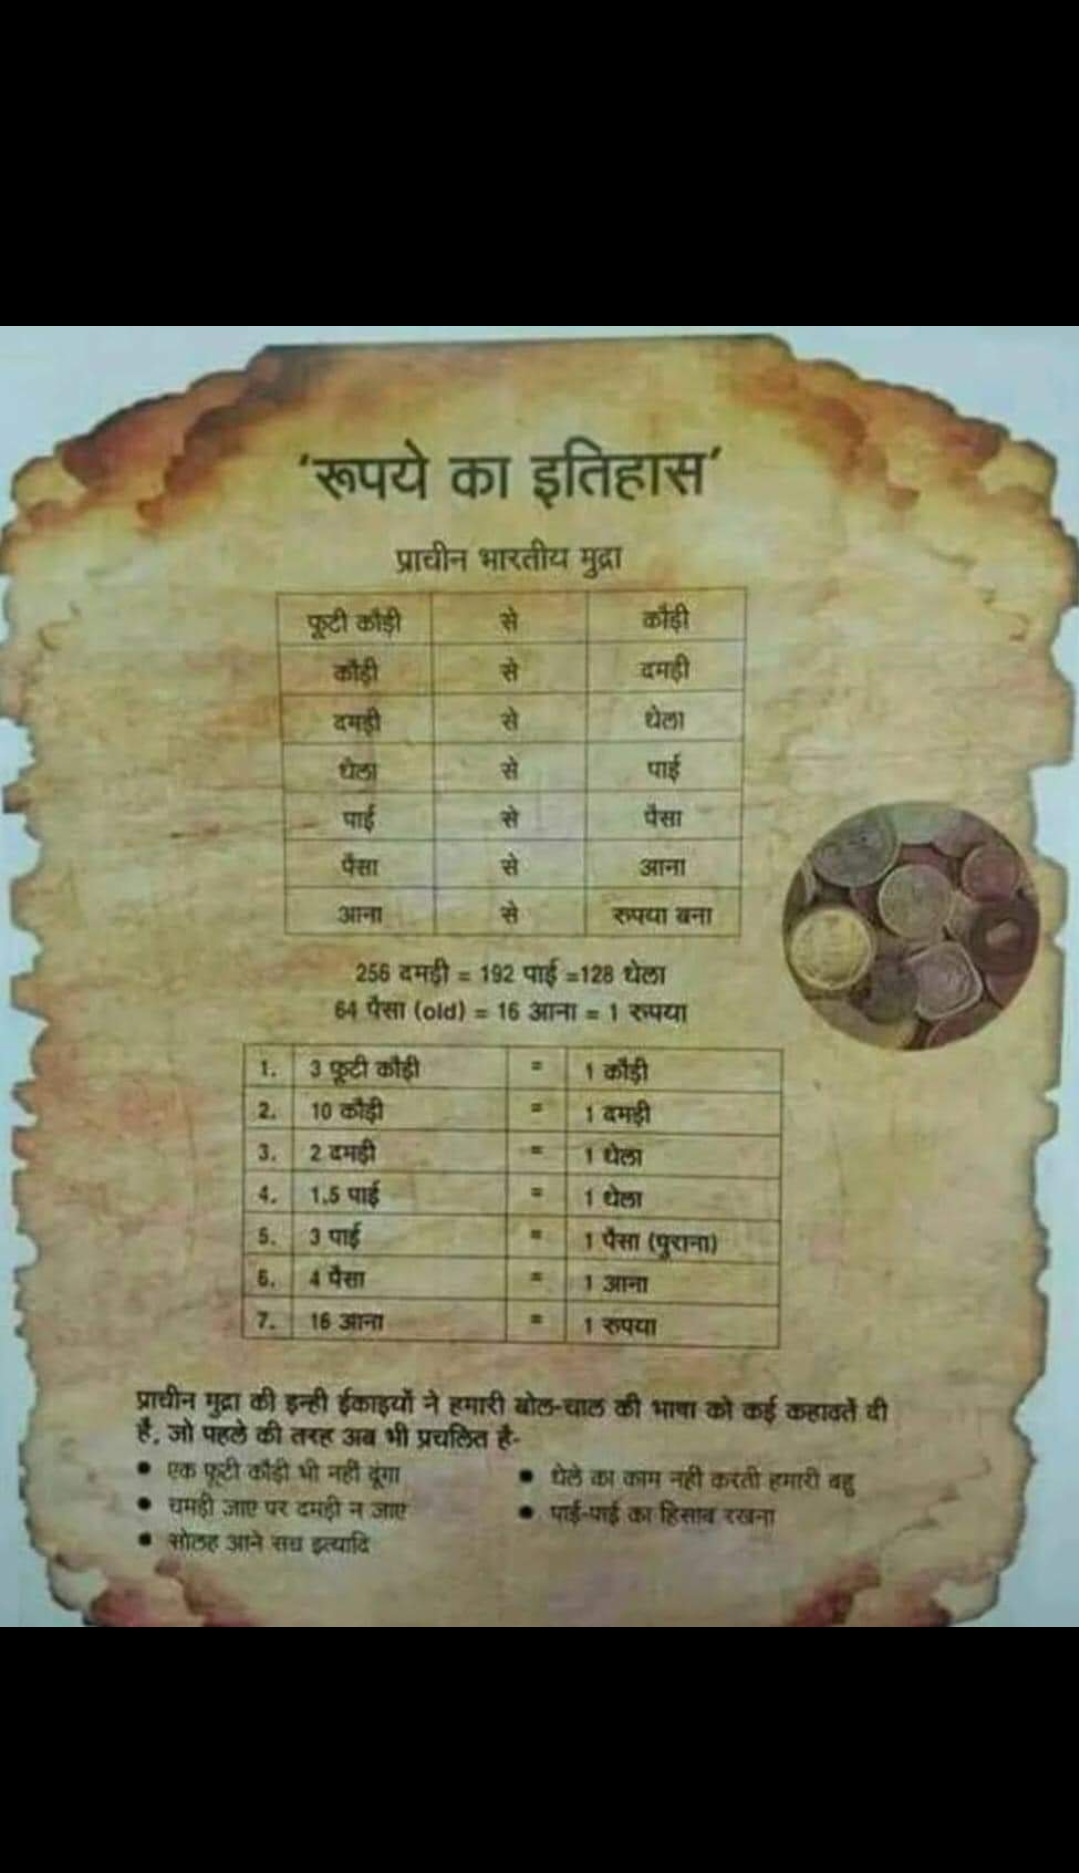 'रूपये का इतिहास'
प्राचीन भारतीय मुद्रा
फूटी कौड़ी से कौड़ी
कौड़ी से दमड़ी
दमड़ी से धेला
धेला से पाई
पाई से पैसा
पैसा से आना
आना से रुपया बना
256 दमड़ी = 192 पाई =128 धेला
64 पैसा (old) = 16 आना = 1 रुपया
1. 3 फूटी कौड़ी = 1 कौड़ी
2. 10 कौड़ी = 1 दमड़ी
3. 2 दमड़ी = 1 धेला
4. 1.5 पाई = 1 धेला
5. 3 पाई = 1 पैसा (पुराना)
6. 4 पैसा = 1 आना
7. 16 आना = 1 रुपया
प्राचीन मुद्रा की इन्ही ईकाइयों ने हमारी बोल-चाल की भाषा को कई कहावतें दी
है, जो पहले की तरह अब भी प्रचलित है-
• एक फूटी कौड़ी भी नहीं दूंगा
• धेले का काम नही करती हमारी बहु
• चमड़ी जाए पर दमड़ी न जाए
• पाई-पाई का हिसाब रखना
• सोलह आने सच इत्यादि